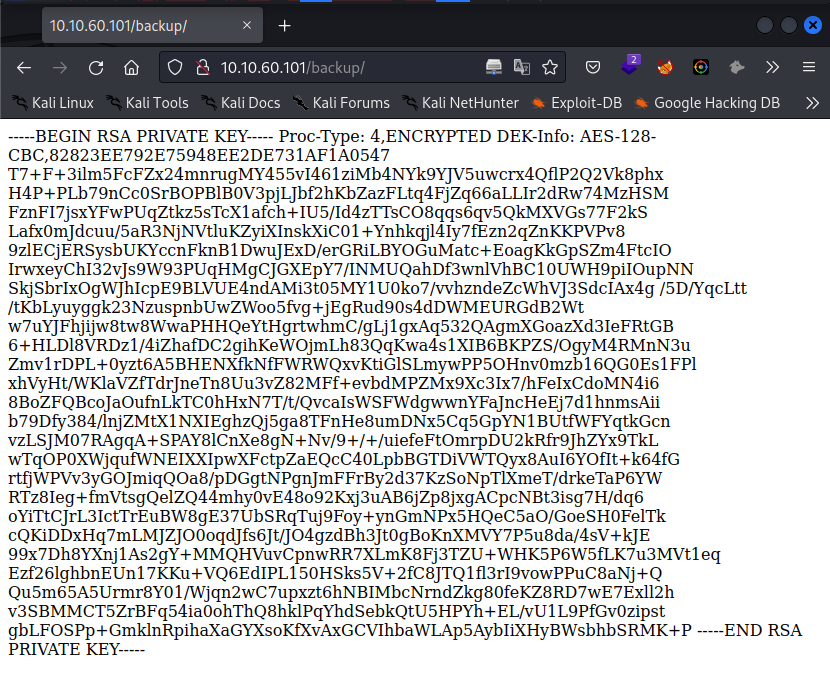 10.10.60.101/backup/
10.10.60.101/backup/
2
Kali Linux Kali Tools Kali Docs Kali Forums Kali NetHunter Exploit-DB Google Hacking DB
-----BEGIN RSA PRIVATE KEY----- Proc-Type: 4,ENCRYPTED DEK-Info: AES-128-
CBC,82823EE792E75948EE2DE731AF1A0547
T7+F+3ilm5FcFZx24mnrugMY455vI461ziMb4NYk9YJV5uwcrx4QflP2Q2Vk8phx
H4P+PLb79nCc0SrBOPBlB0V3pjLJbf2hKbZazFLtq4FjZq66aLLIr2dRw74MzHSM
FznFI7jsxYFwPUqZtkz5sTcX1afch+IU5/Id4zTTsCO8qqs6qv5QkMXVGs77F2kS
Lafx0mJdcuu/5aR3NjNVtluKZyiXInskXiC01+Ynhkqjl4Iy7fEzn2qZnKKPVPv8
9zlECjERSysbUKYccnFknB1DwuJExD/erGRiLBYOGuMatc+EoagKkGpSZm4FtcIO
IrwxeyChI32vJs9W93PUqHMgCJGXEpY7/INMUQahDf3wnlVhBC10UWH9piIOupNN
SkjSbrIxOgWJhIcpE9BLVUE4ndAMi3t05MY1U0ko7/vvhzndeZcWhVJ3SdcIAx4g /5D/YqcLtt
/tKbLyuyggk23NzuspnbUwZWoo5fvg+jEgRud90s4dDWMEURGdB2Wt
w7uYJFhjijw8tw8WwaPHHQeYtHgrtwhmC/gLj1gxAq532QAgmXGoazXd3IeFRtGB
6+HLDl8VRDz1/4iZhafDC2gihKeWOjmLh83QqKwa4s1XIB6BKPZS/OgyM4RMnN3u
Zmv1rDPL+0yzt6A5BHENXfkNfFWRWQxvKtiGlSLmywPP5OHnv0mzb16QG0Es1FPl
xhVyHt/WKlaVZfTdrJneTn8Uu3vZ82MFf+evbdMPZMx9Xc3Ix7/hFeIxCdoMN4i6
8BoZFQBcoJaOufnLkTC0hHxN7T/t/QvcaIsWSFWdgwwnYFaJncHeEj7d1hnmsAii
b79Dfy384/lnjZMtX1NXIEghzQj5ga8TFnHe8umDNx5Cq5GpYN1BUtfWFYqtkGcn
vzLSJM07RAgqA+SPAY8lCnXe8gN+Nv/9+/+/uiefeFtOmrpDU2kRfr9JhZYx9TkL
wTqOP0XWjqufWNEIXXIpwXFctpZaEQcC40LpbBGTDiVWTQyx8AuI6YOfIt+k64fG
rtfjWPVv3yGOJmiqQOa8/pDGgtNPgnJmFFrBy2d37KzSoNpTlXmeT/drkeTaP6YW
RTz8Ieg+fmVtsgQelZQ44mhy0vE48o92Kxj3uAB6jZp8jxgACpcNBt3isg7H/dq6
oYiTtCJrL3IctTrEuBW8gE37UbSRqTuj9Foy+ynGmNPx5HQeC5aO/GoeSH0FelTk
cQKiDDxHq7mLMJZJO0oqdJfs6Jt/JO4gzdBh3Jt0gBoKnXMVY7P5u8da/4sV+kJE
99x7Dh8YXnj1As2gY+MMQHVuvCpnwRR7XLmK8Fj3TZU+WHK5P6W5fLK7u3MVt1eq
Ezf26lghbnEUn17KKu+VQ6EdIPL150HSks5V+2fC8JTQ1fl3rI9vowPPuC8aNj+Q
Qu5m65A5Urmr8Y01/Wjqn2wC7upxzt6hNBIMbcNrndZkg80feKZ8RD7wE7Exll2h
v3SBMMCT5ZrBFq54ia0ohThQ8hklPqYhdSebkQtU5HPYh+EL/vU1L9PfGv0zipst
gbLFOSPp+GmklnRpihaXaGYXsoKfXvAxGCVIhbaWLAp5AybIiXHyBWsbhbSRMK+P -----END RSA
PRIVATE KEY-----